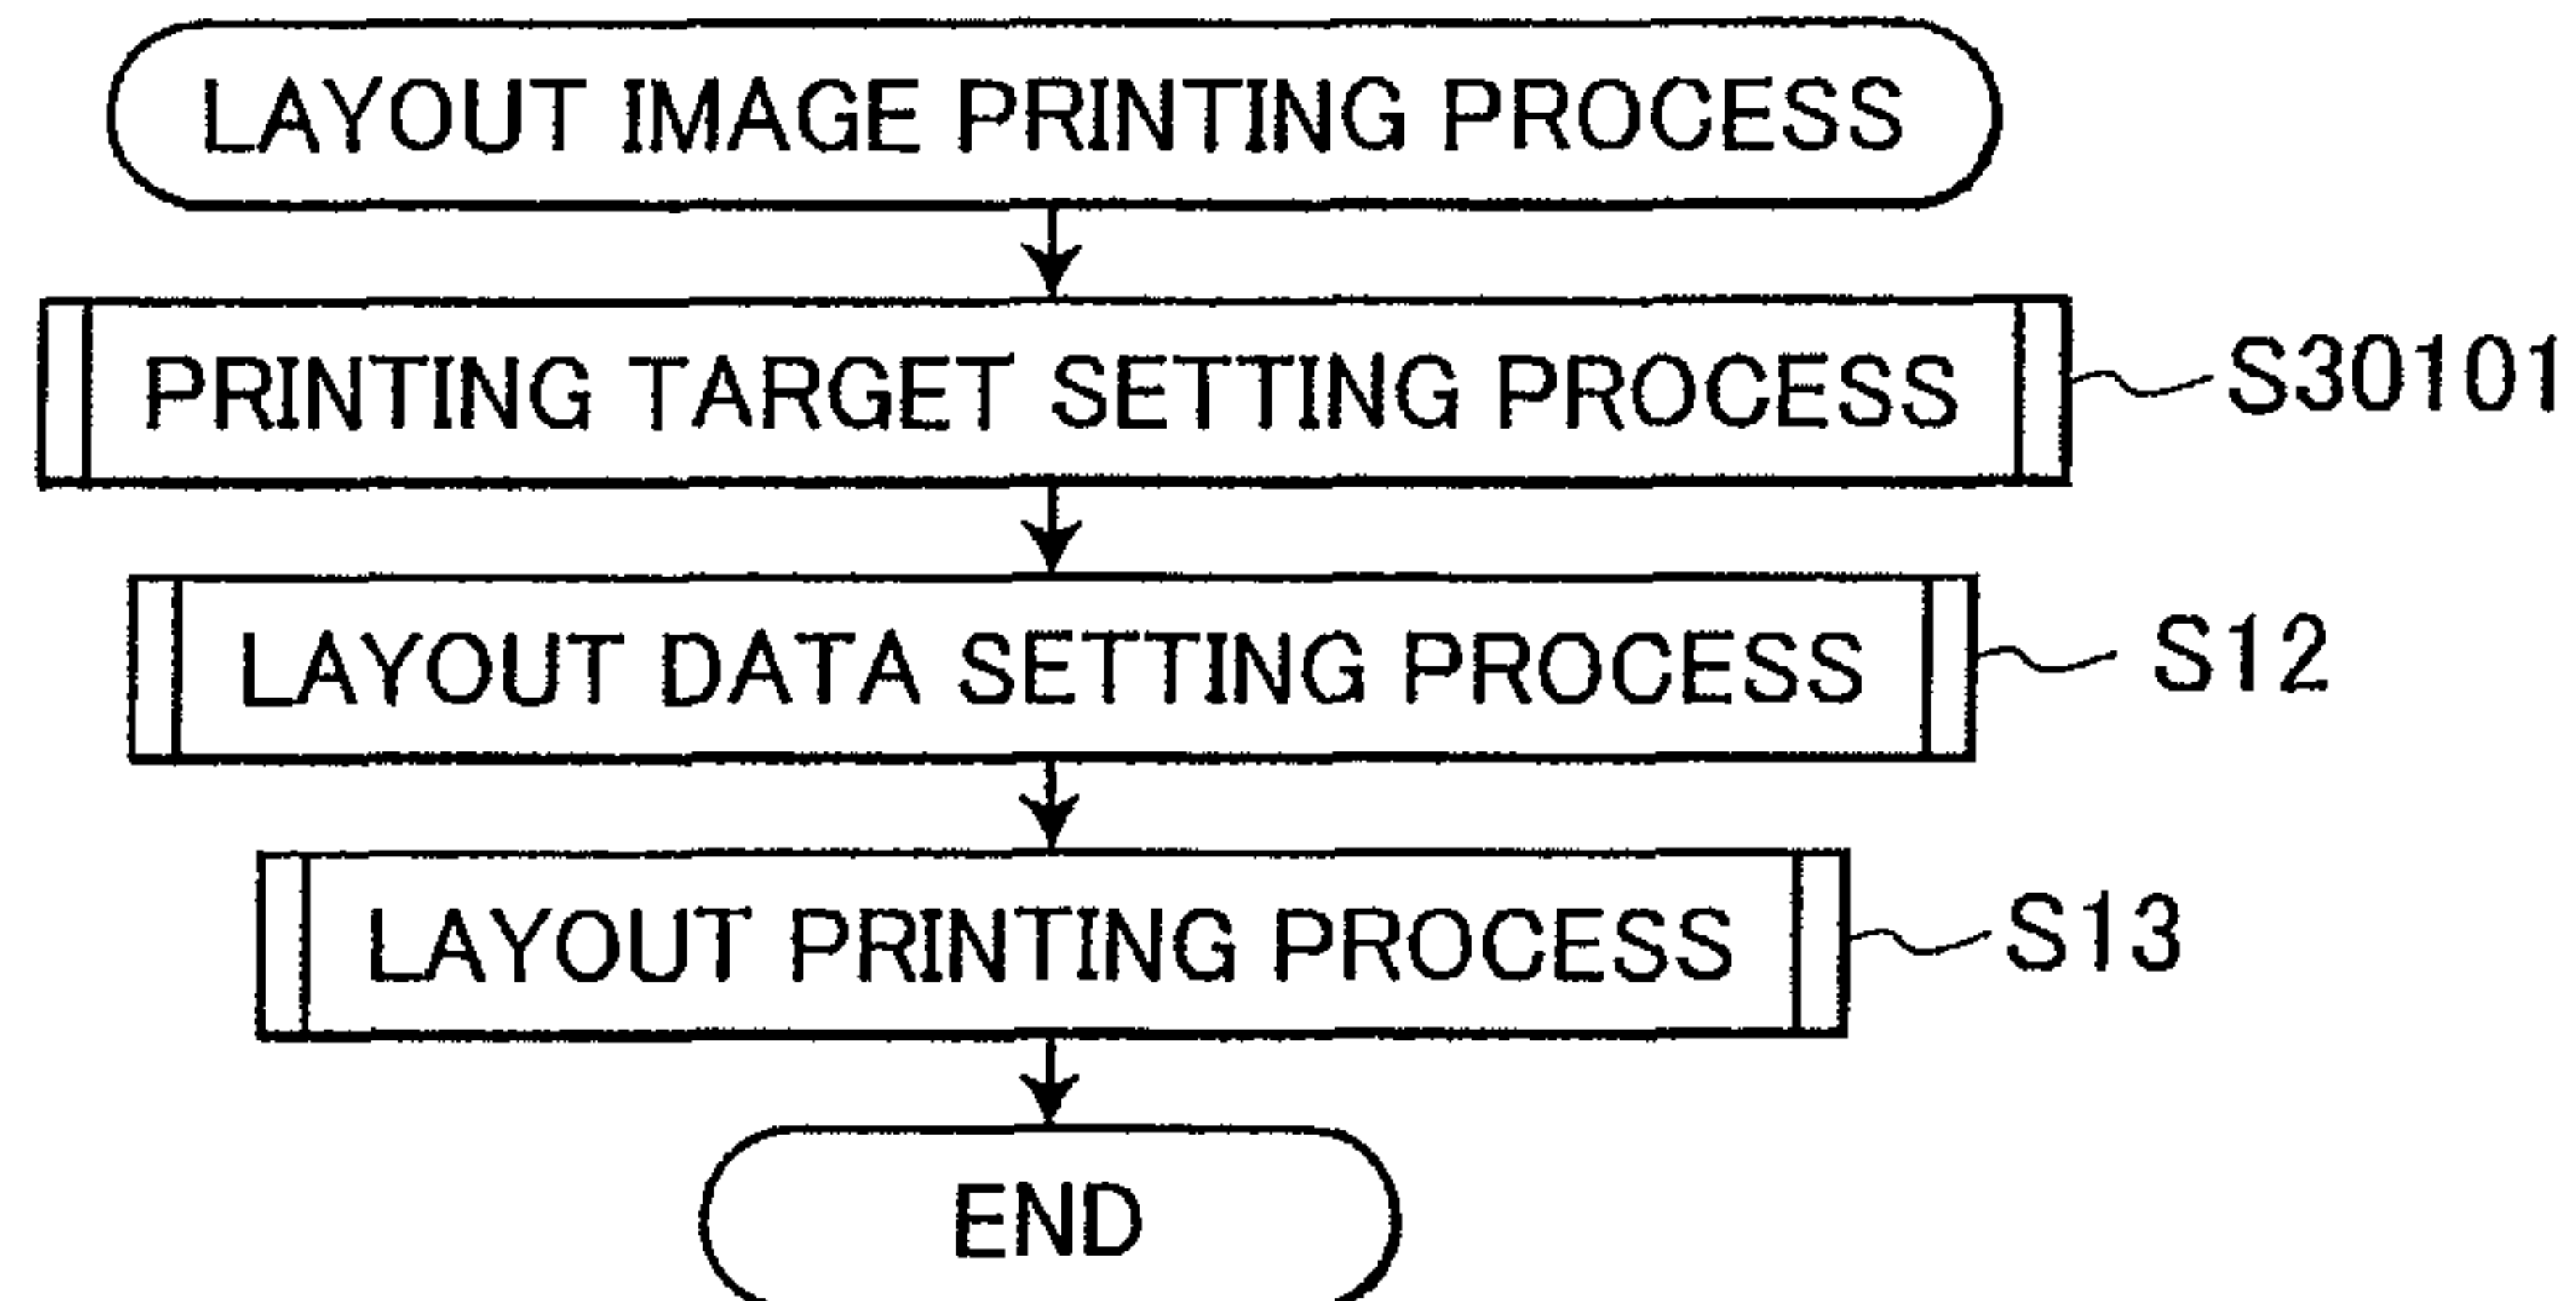 LAYOUT IMAGE PRINTING PROCESS
PRINTING TARGET SETTING PROCESS S30101
LAYOUT DATA SETTING PROCESS S12
LAYOUT PRINTING PROCESS S13
END